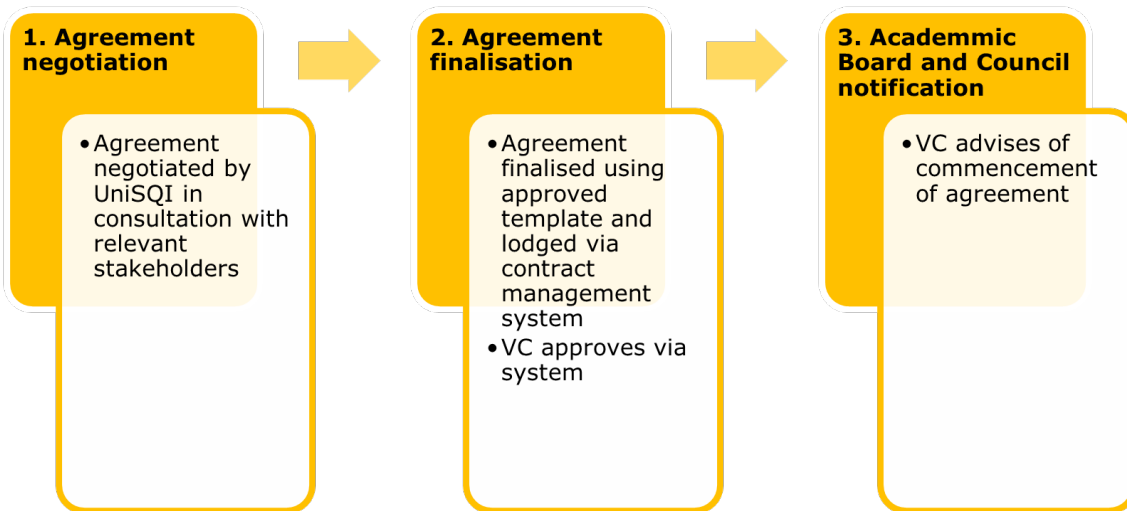 1. Agreement
negotiation
•Agreement
negotiated by
UniSQI in
consultation with
relevant
stakeholders
2. Agreement
finalisation
•Agreement
finalised using
approved
template and
lodged via
contract
management
system
•VC approves via
system
3. Academmic
Board and Council
notification
•VC advises of
commencement
of agreement